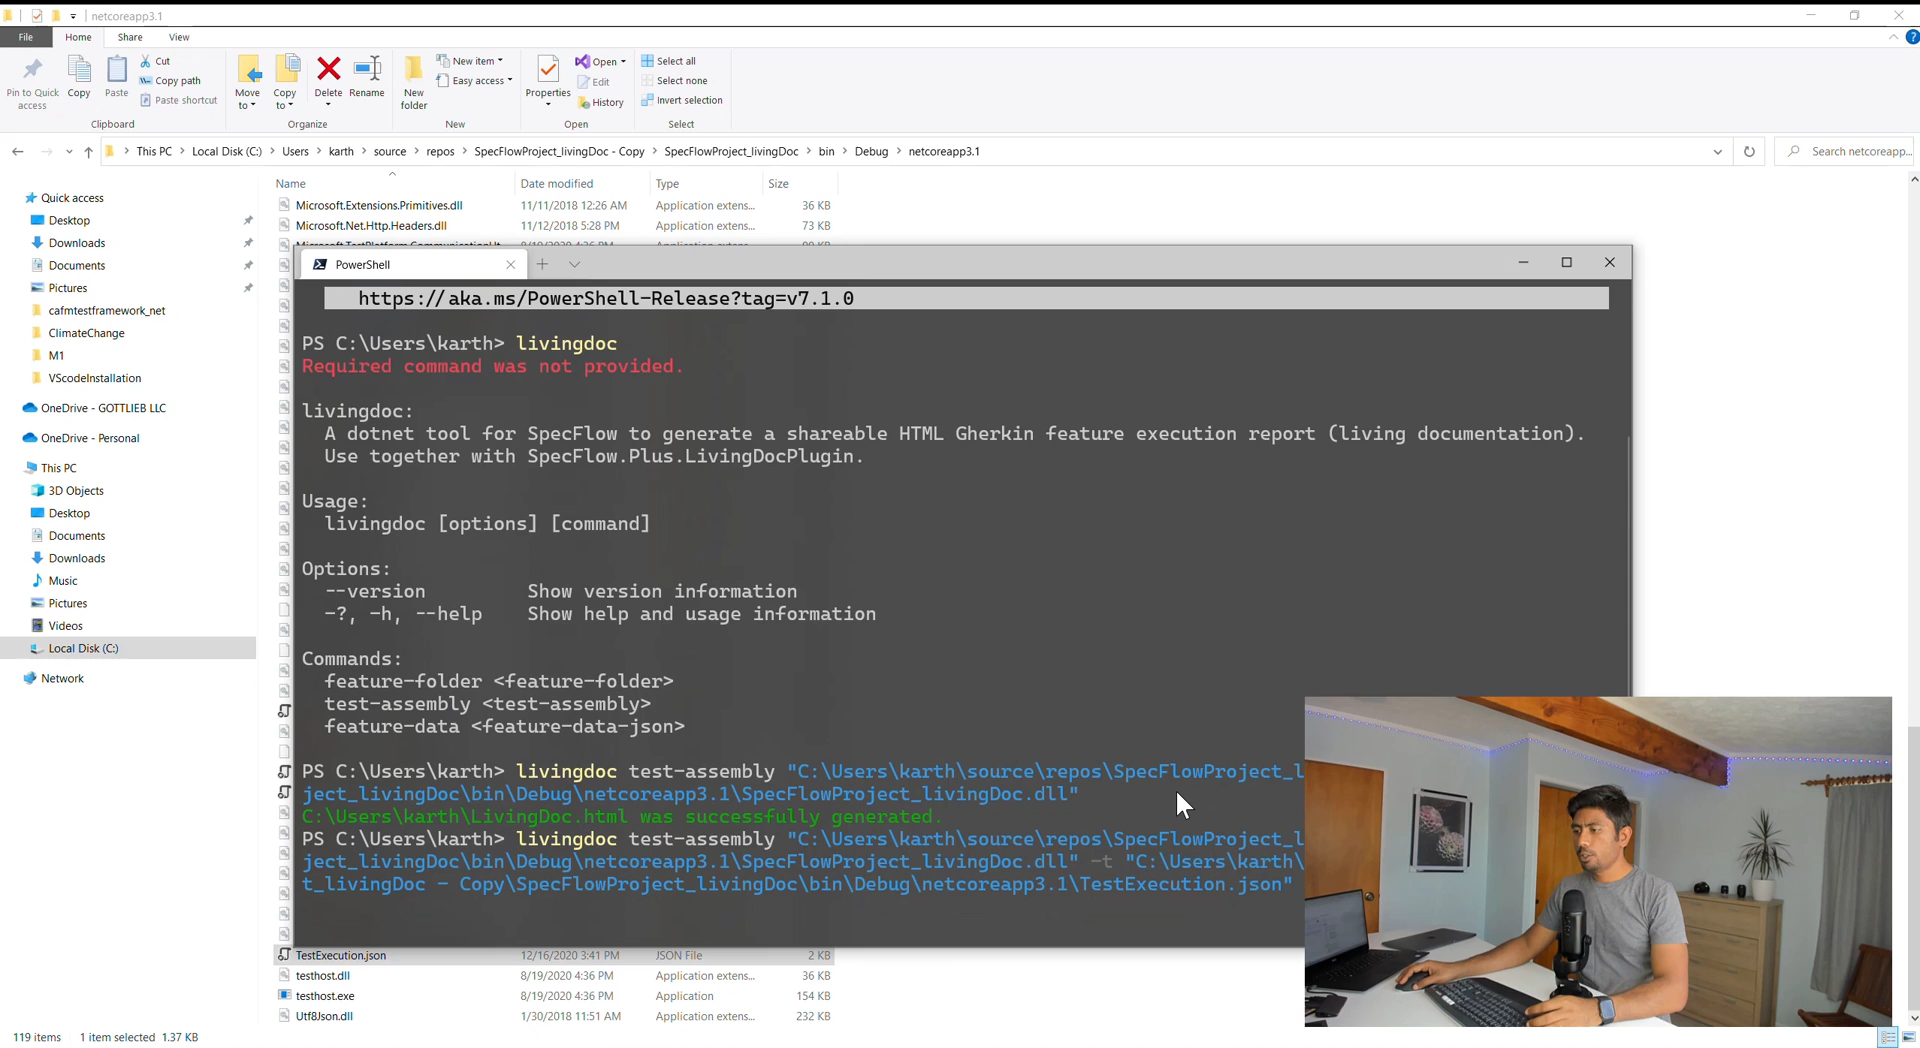 netcoreapp3.1
File Home Share View
Pin to Quick access
Copy
Paste
Cut
Copy path
Paste shortcut
Clipboard
Move to
Copy to
Delete
Rename
Organize
New folder
New item
Easy access
New
Properties
Open
Edit
History
Open
Select all
Select none
Invert selection
Select
This PC > Local Disk (C:) > Users > karth > source > repos > SpecFlowProject_livingDoc - Copy > SpecFlowProject_livingDoc > bin > Debug > netcoreapp3.1
Search netcoreapp...
Quick access
Desktop
Downloads
Documents
Pictures
cafmtestframework_net
ClimateChange
M1
VScodeInstallation
OneDrive - GOTTLIEB LLC
OneDrive - Personal
This PC
3D Objects
Desktop
Documents
Downloads
Music
Pictures
Videos
Local Disk (C:)
Network
Name Date modified Type Size
Microsoft.Extensions.Primitives.dll 11/11/2018 12:26 AM Application extens... 36 KB
Microsoft.Net.Http.Headers.dll 11/12/2018 5:28 PM Application extens... 73 KB
PowerShell
https://aka.ms/PowerShell-Release?tag=v7.1.0
PS C:\Users\karth> livingdoc
Required command was not provided.
livingdoc:
A dotnet tool for SpecFlow to generate a shareable HTML Gherkin feature execution report (living documentation).
Use together with SpecFlow.Plus.LivingDocPlugin.
Usage:
livingdoc [options] [command]
Options:
--version Show version information
-?, -h, --help Show help and usage information
Commands:
feature-folder <feature-folder>
test-assembly <test-assembly>
feature-data <feature-data-json>
PS C:\Users\karth> livingdoc test-assembly "C:\Users\karth\source\repos\SpecFlowProject_l
ject_livingDoc\bin\Debug\netcoreapp3.1\SpecFlowProject_livingDoc.dll"
C:\Users\karth\LivingDoc.html was successfully generated.
PS C:\Users\karth> livingdoc test-assembly "C:\Users\karth\source\repos\SpecFlowProject_l
ject_livingDoc\bin\Debug\netcoreapp3.1\SpecFlowProject_livingDoc.dll" -t "C:\Users\karth\
t_livingDoc - Copy\SpecFlowProject_livingDoc\bin\Debug\netcoreapp3.1\TestExecution.json"
TestExecution.json 12/16/2020 3:41 PM JSON File 2 KB
testhost.dll 8/19/2020 4:36 PM Application extens... 36 KB
testhost.exe 8/19/2020 4:36 PM Application 154 KB
Utf8Json.dll 1/30/2018 11:51 AM Application extens... 232 KB
119 items 1 item selected 1.37 KB